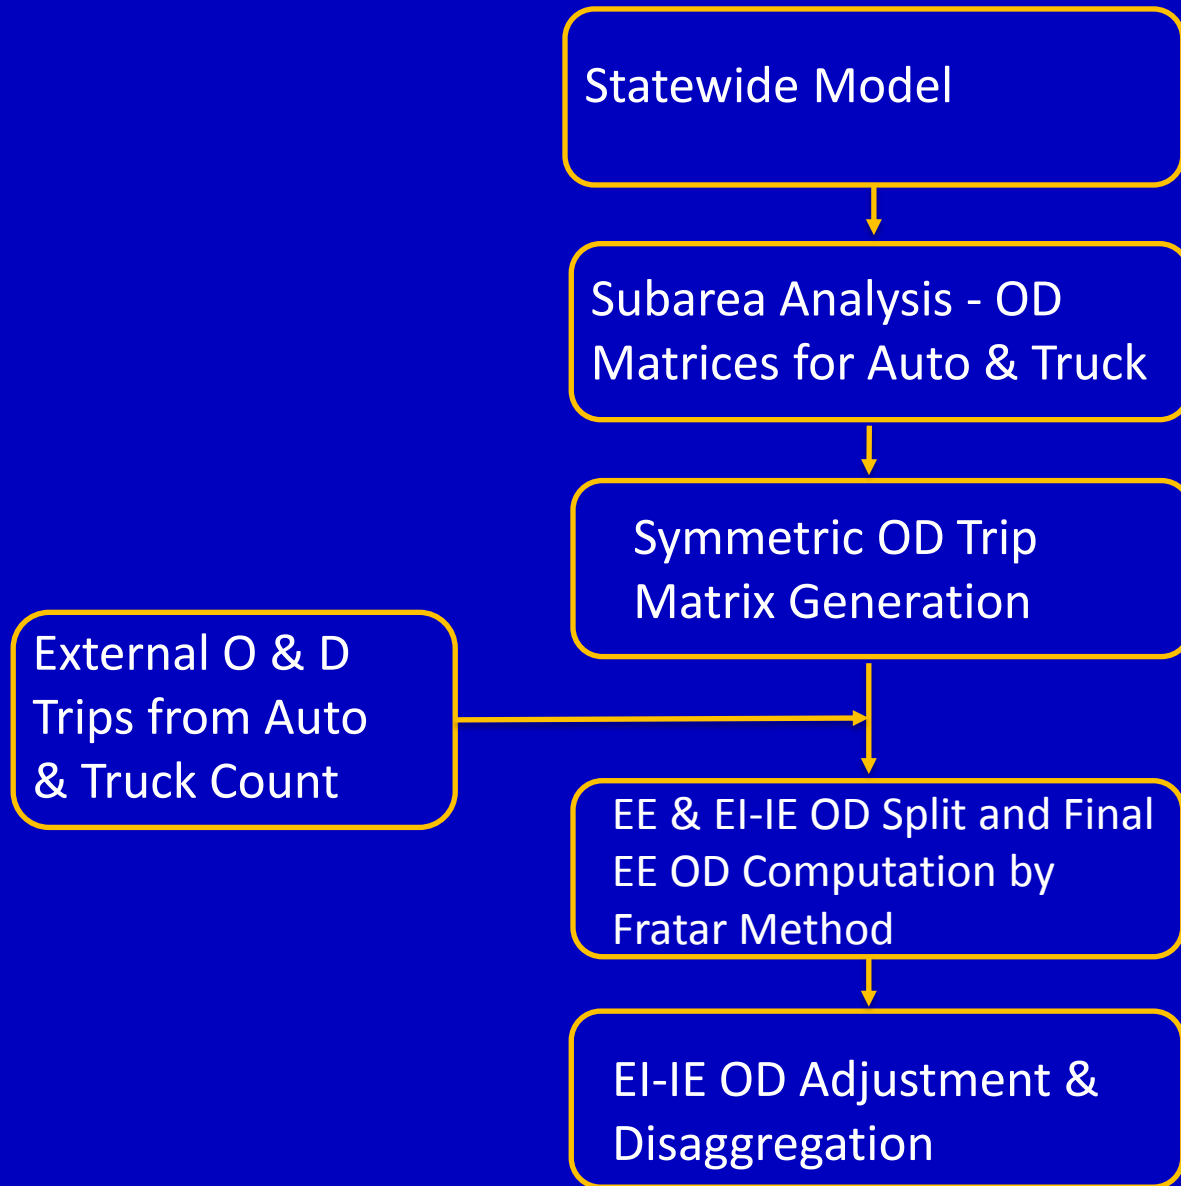 Statewide Model
Subarea Analysis - OD
Matrices for Auto & Truck
Symmetric OD Trip
Matrix Generation
External O & D
Trips from Auto
& Truck Count
EE & EI-IE OD Split and Final
EE OD Computation by
Fratar Method
EI-IE OD Adjustment &
Disaggregation